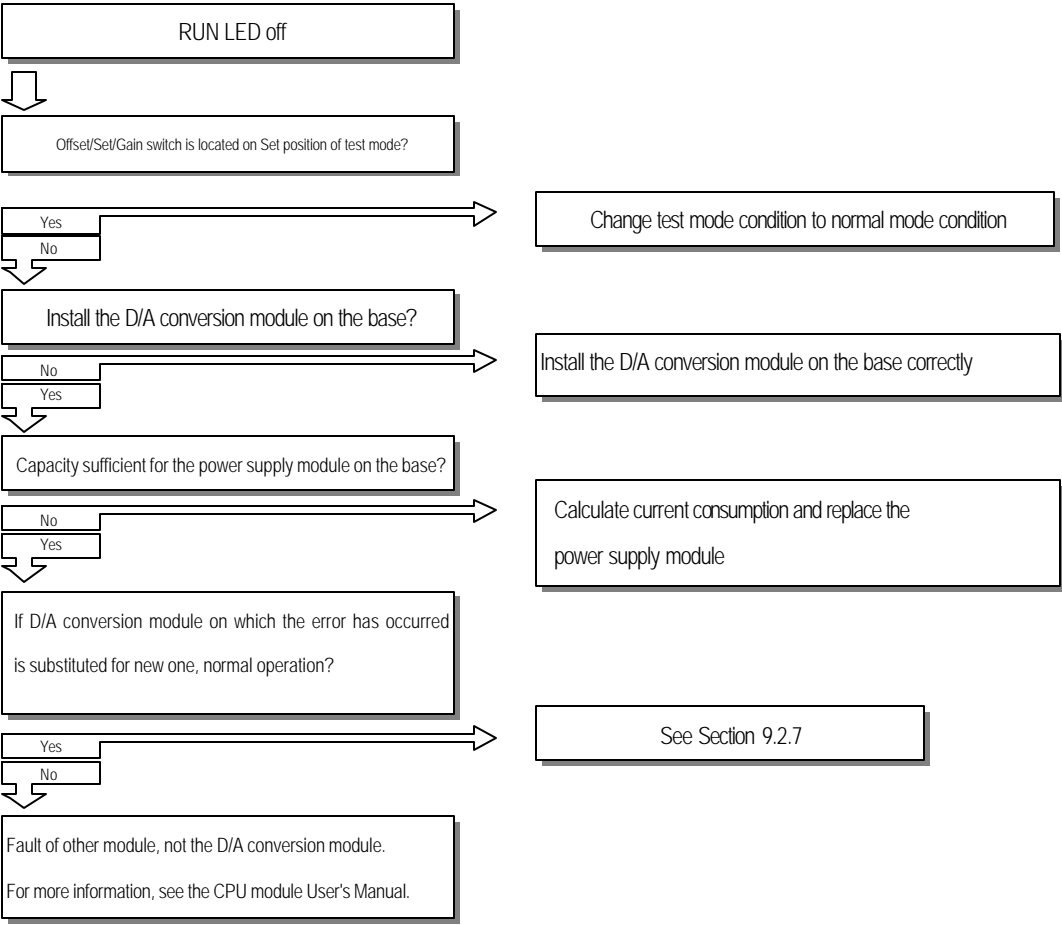 RUN LED off
Offset/Set/Gain switch is located on Set position of test mode?
Yes
Change test mode condition to normal mode condition
No
Install the D/A conversion module on the base?
No
Install the D/A conversion module on the base correctly
Yes
Capacity sufficient for the power supply module on the base?
No
Calculate current consumption and replace the
power supply module
Yes
If D/A conversion module on which the error has occurred
is substituted for new one, normal operation?
Yes
See Section 9.2.7
No
Fault of other module, not the D/A conversion module.
For more information, see the CPU module User's Manual.